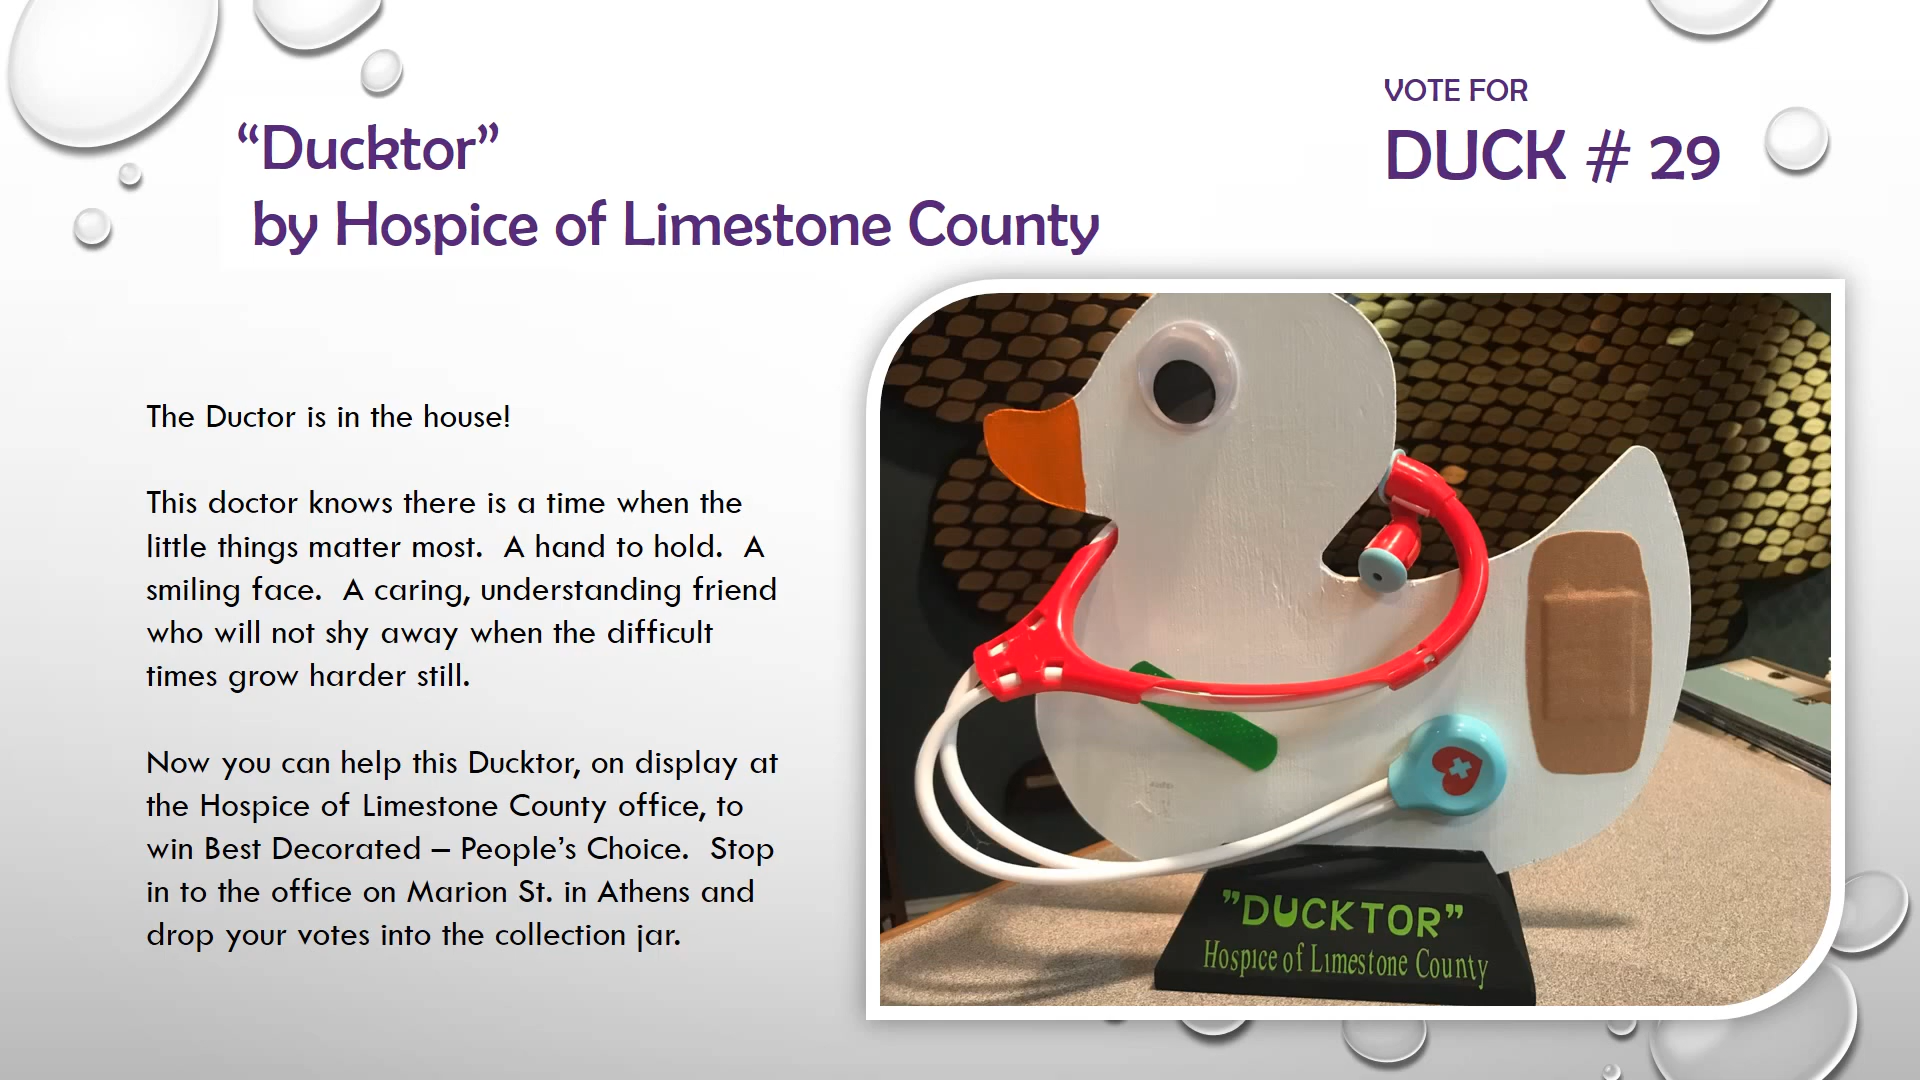 “Ducktor”
by Hospice of Limestone County
VOTE FOR
DUCK # 29
The Ductor is in the house!
This doctor knows there is a time when the
little things matter most.  A hand to hold.  A
smiling face.  A caring, understanding friend
who will not shy away when the difficult
times grow harder still.
Now you can help this Ducktor, on display at
the Hospice of Limestone County office, to
win Best Decorated – People’s Choice.  Stop
in to the office on Marion St. in Athens and
drop your votes into the collection jar.
”DUCKTOR”
Hospice of Limestone County